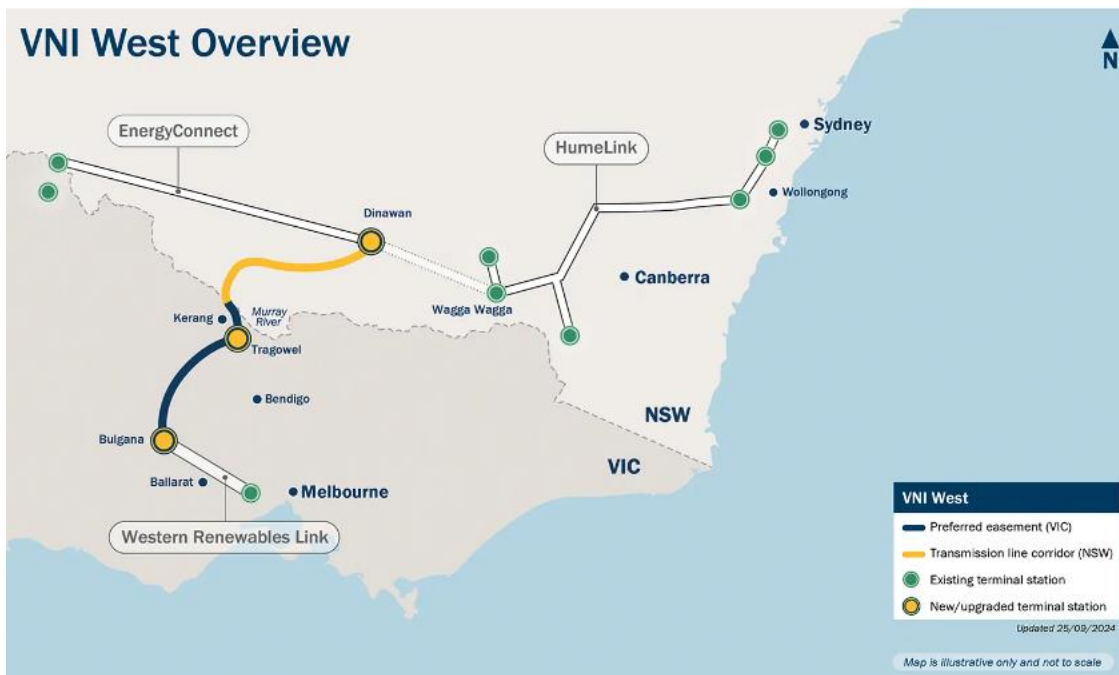 VNI West Overview
N
EnergyConnect
HumeLink
Sydney
Wollongong
Dinawan
Canberra
Wagga Wagga
Kerang
Murray
River
Tragowel
Bendigo
NSW
Bulgana
VIC
Ballarat
Melbourne
Western Renewables Link
VNI West
Preferred easement (VIC)
Transmission line corridor (NSW)
Existing terminal station
New/upgraded terminal station
Updated 25/09/2024
Map is illustrative only and not to scale